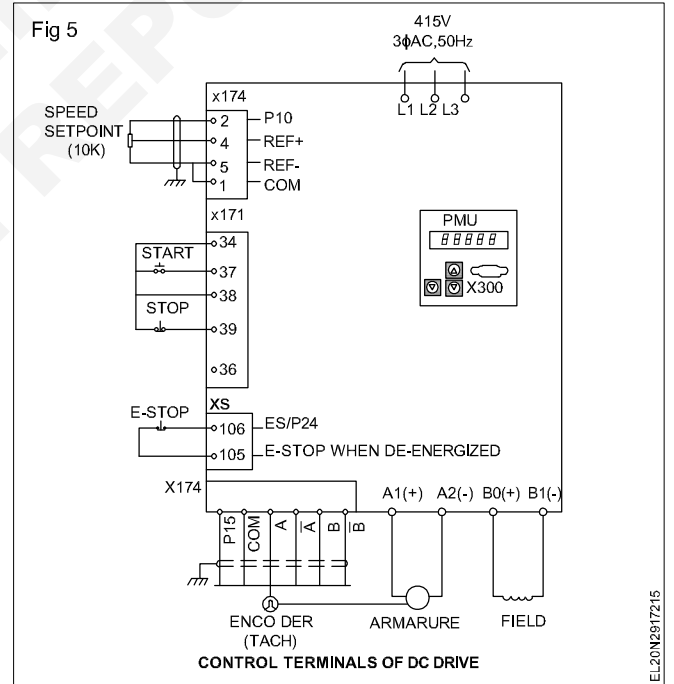 Fig 5
415V
3ϕAC,50Hz
L1 L2 L3
x174
SPEED
SETPOINT
(10K)
2 P10
4 REF+
5 REF-
1 COM
x171
34
START
37
38
STOP
39
36
PMU
88888
X300
XS
E-STOP
106 ES/P24
105 E-STOP WHEN DE-ENERGIZED
X174
A1(+) A2(-) B0(+) B1(-)
P15 COM A A̅ B B̅
ENCO DER
(TACH)
ARMARURE
FIELD
CONTROL TERMINALS OF DC DRIVE
EL20N2917215